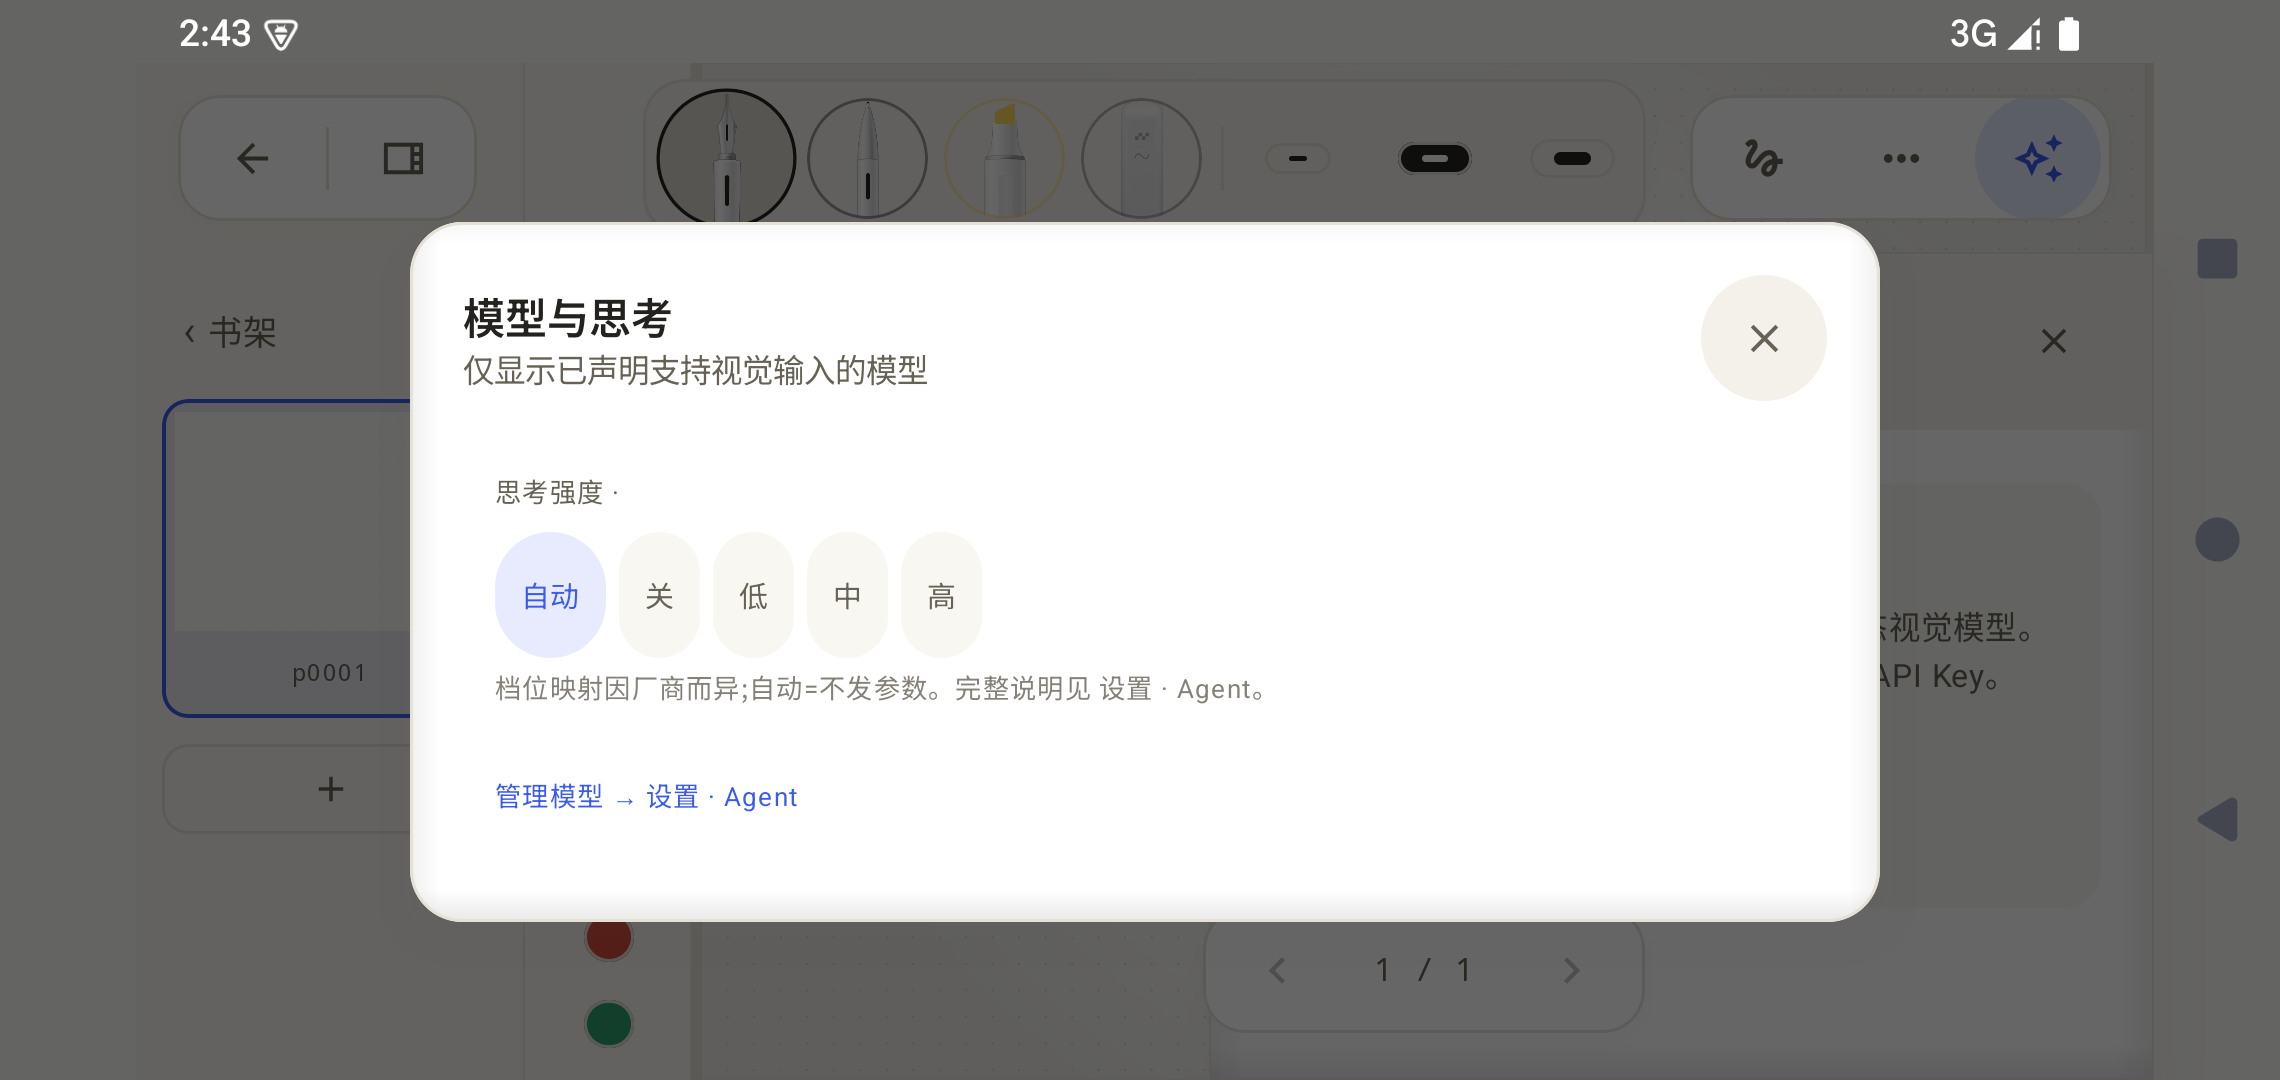 2:43
3G
‹ 书架
模型与思考
仅显示已声明支持视觉输入的模型
思考强度 ·
自动 关 低 中 高
档位映射因厂商而异;自动=不发参数。完整说明见 设置 · Agent。
管理模型 → 设置 · Agent
视觉模型。
API Key。
p0001
+
1 / 1